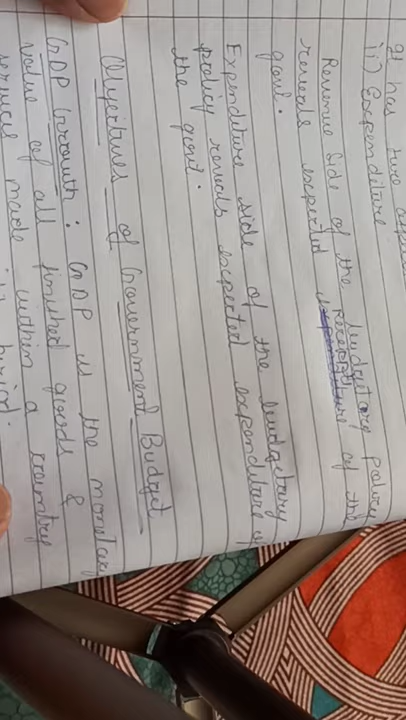 It has two
ii) Expenditure
Revenue Side of the budgetary policy
reveals expected receipts of the
govt.
Expenditure side of the budgetary
policy reveals expected expenditure of
the govt.
Objectives of Government Budget
GDP Growth : GDP is the monetary
value of all finished goods &
services made within a country
period.